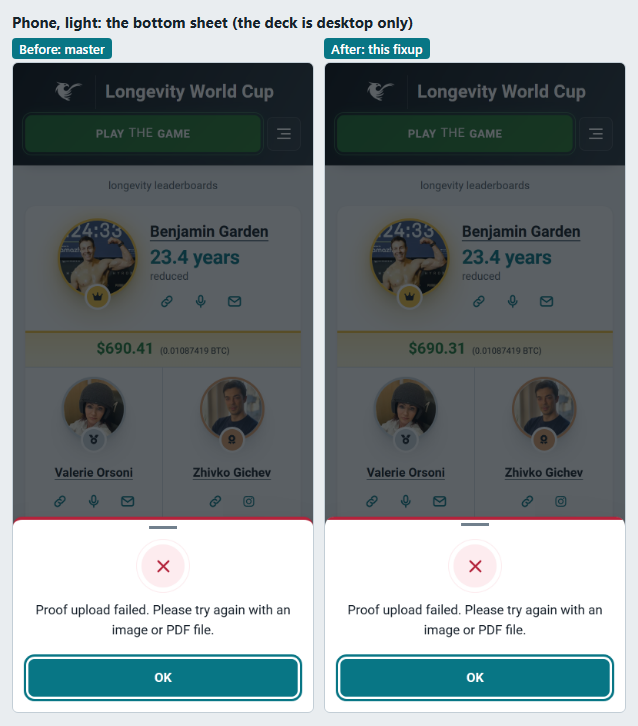 Phone, light: the bottom sheet (the deck is desktop only)
Before: master
Longevity World Cup
PLAY THE GAME
longevity leaderboards
24:33
Benjamin Garden
23.4 years
reduced
$690.41 (0.01087419 BTC)
Valerie Orsoni
Zhivko Gichev
Proof upload failed. Please try again with an
image or PDF file.
OK
After: this fixup
Longevity World Cup
PLAY THE GAME
longevity leaderboards
24:33
Benjamin Garden
23.4 years
reduced
$690.31 (0.01087419 BTC)
Valerie Orsoni
Zhivko Gichev
Proof upload failed. Please try again with an
image or PDF file.
OK